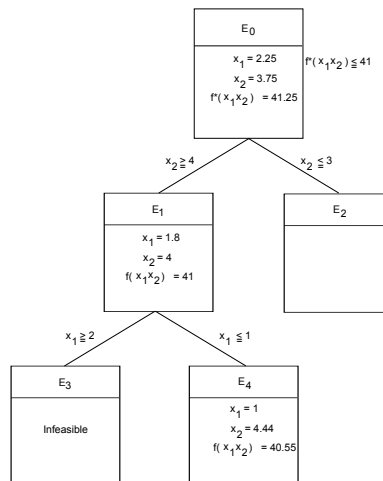 E₀
x₁ = 2.25
x₂ = 3.75
f*(x₁x₂) = 41.25
f*(x₁x₂) ≦ 41
x₂ ≧ 4
x₂ ≦ 3
E₁
x₁ = 1.8
x₂ = 4
f(x₁x₂) = 41
E₂
x₁ ≧ 2
x₁ ≦ 1
E₃
Infeasible
E₄
x₁ = 1
x₂ = 4.44
f(x₁x₂) = 40.55